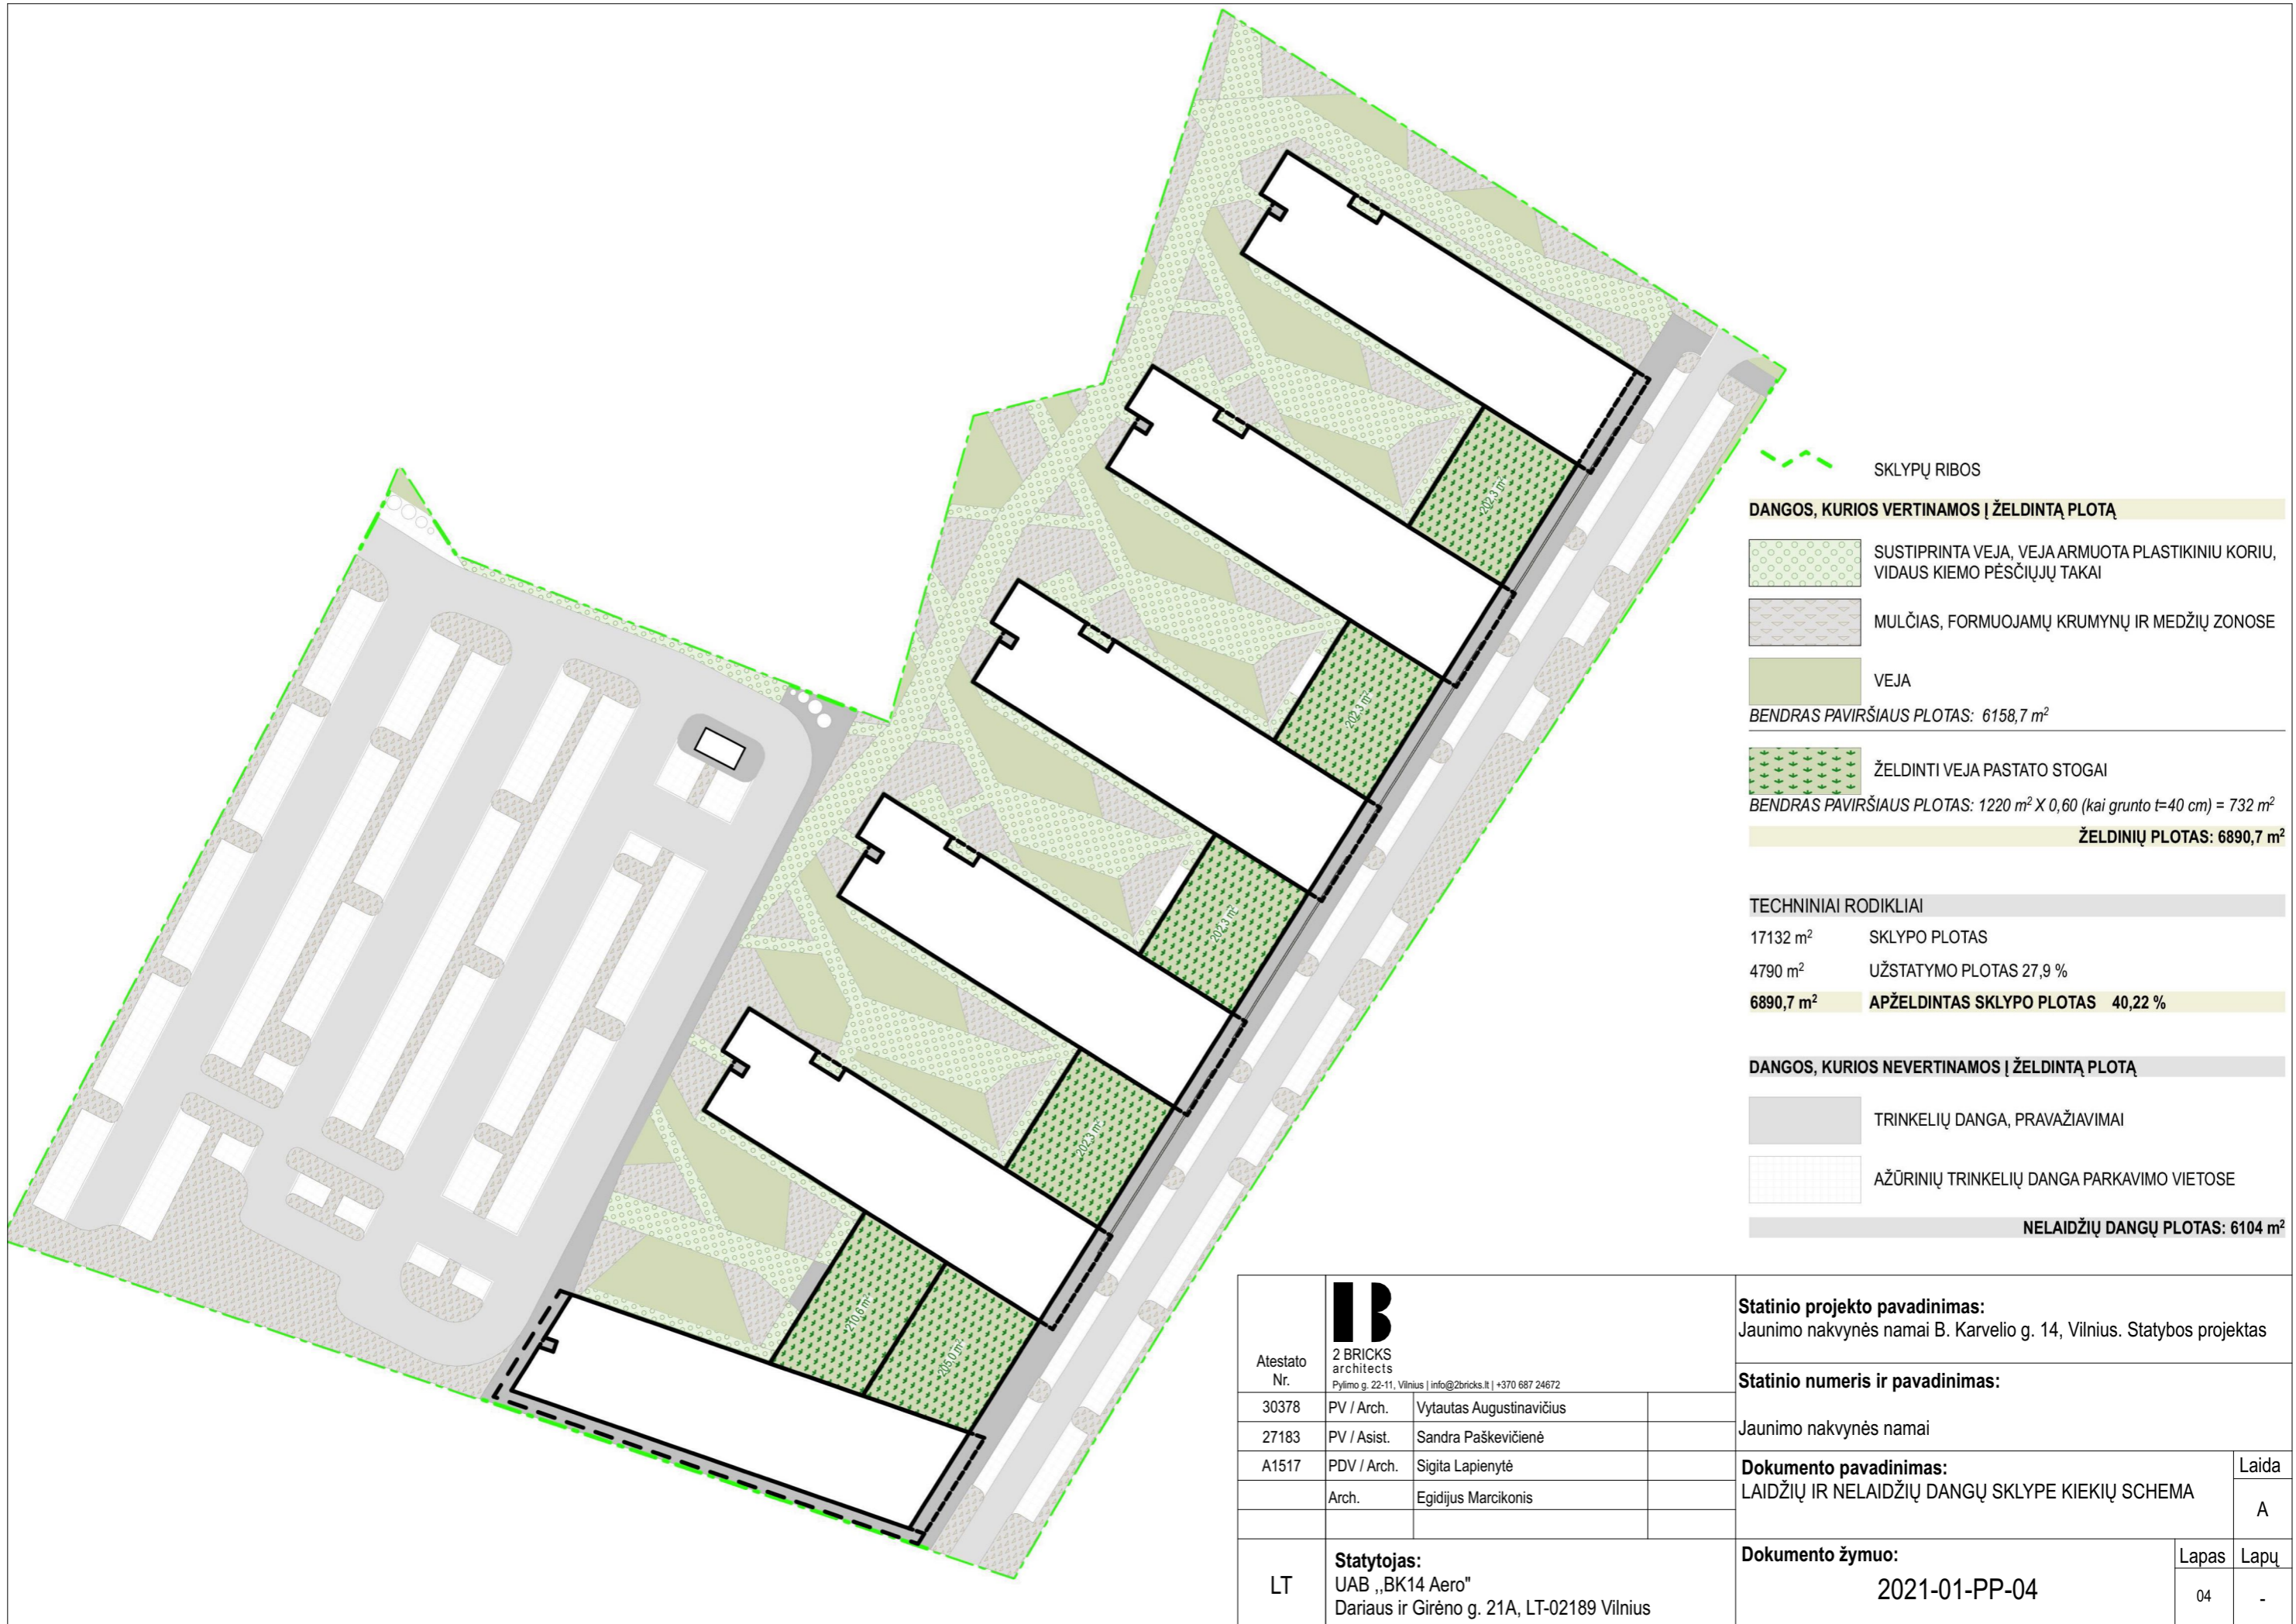 202,3 m²
202,3 m²
202,3 m²
202,3 m²
210,6 m²
205,0 m²
SKLYPŲ RIBOS
DANGOS, KURIOS VERTINAMOS Į ŽELDINTĄ PLOTĄ
SUSTIPRINTA VEJA, VEJA ARMUOTA PLASTIKINIU KORIU,
VIDAUS KIEMO PĖSČIŲJŲ TAKAI
MULČIAS, FORMUOJAMŲ KRUMYNŲ IR MEDŽIŲ ZONOSE
VEJA
BENDRAS PAVIRŠIAUS PLOTAS: 6158,7 m²
ŽELDINTI VEJA PASTATO STOGAI
BENDRAS PAVIRŠIAUS PLOTAS: 1220 m² X 0,60 (kai grunto t=40 cm) = 732 m²
ŽELDINIŲ PLOTAS: 6890,7 m²
TECHNINIAI RODIKLIAI
17132 m² SKLYPO PLOTAS
4790 m² UŽSTATYMO PLOTAS 27,9 %
6890,7 m² APŽELDINTAS SKLYPO PLOTAS 40,22 %
DANGOS, KURIOS NEVERTINAMOS Į ŽELDINTĄ PLOTĄ
TRINKELIŲ DANGA, PRAVAŽIAVIMAI
AŽŪRINIŲ TRINKELIŲ DANGA PARKAVIMO VIETOSE
NELAIDŽIŲ DANGŲ PLOTAS: 6104 m²
Atestato
Nr.
2 BRICKS
architects
Pylimo g. 22-11, Vilnius | info@2bricks.lt | +370 687 24672
30378 PV / Arch. Vytautas Augustinavičius
27183 PV / Asist. Sandra Paškevičienė
A1517 PDV / Arch. Sigita Lapienytė
Arch. Egidijus Marcikonis
LT
Statytojas:
UAB ,,BK14 Aero"
Dariaus ir Girėno g. 21A, LT-02189 Vilnius
Statinio projekto pavadinimas:
Jaunimo nakvynės namai B. Karvelio g. 14, Vilnius. Statybos projektas
Statinio numeris ir pavadinimas:
Jaunimo nakvynės namai
Dokumento pavadinimas:
LAIDŽIŲ IR NELAIDŽIŲ DANGŲ SKLYPE KIEKIŲ SCHEMA
Laida
A
Dokumento žymuo:
2021-01-PP-04
Lapas Lapų
04 -